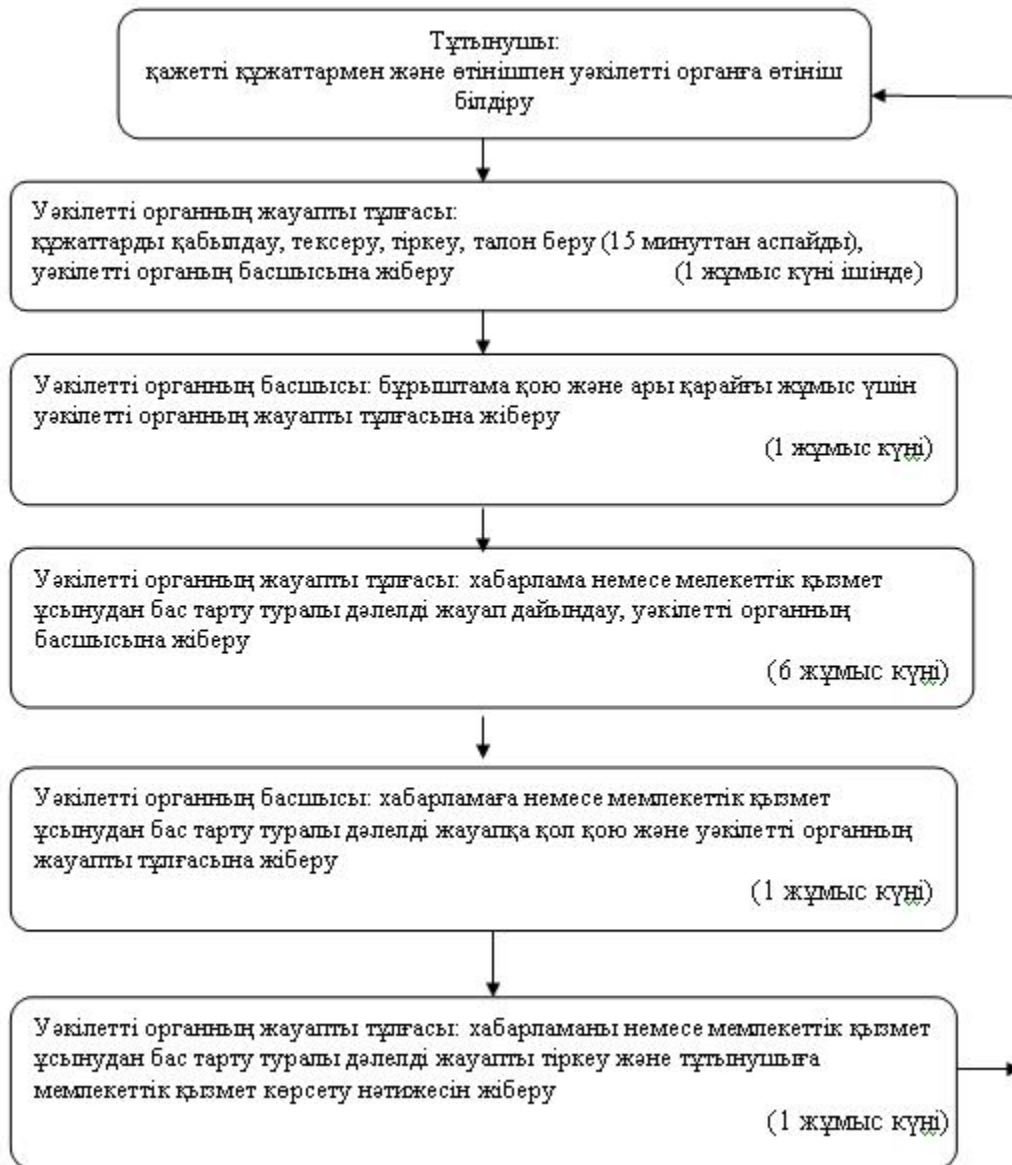 Тұтынушы:
қажетті құжаттармен және өтінішпен уәкілетті органға өтініш
білдіру
Уәкілетті органның жауапты тұлғасы:
құжаттарды қабылдау, тексеру, тіркеу, талон беру (15 минуттан аспайды),
уәкілетті органың басшысына жіберу (1 жұмыс күні ішінде)
Уәкілетті органның басшысы: бұрыштама қою және ары қарайғы жұмыс үшін
уәкілетті органның жауапты тұлғасына жіберу
(1 жұмыс күні)
Уәкілетті органның жауапты тұлғасы: хабарлама немесе мелекеттік қызмет
ұсынудан бас тарту туралы дәлелді жауап дайындау, уәкілетті органның
басшысына жіберу
(6 жұмыс күні)
Уәкілетті органның басшысы: хабарламаға немесе мемлекеттік қызмет
ұсынудан бас тарту туралы дәлелді жауапқа қол қою және уәкілетті органның
жауапты тұлғасына жіберу
(1 жұмыс күні)
Уәкілетті органның жауапты тұлғасы: хабарламаны немесе мемлекеттік қызмет
ұсынудан бас тарту туралы дәлелді жауапты тіркеу және тұтынушыға
мемлекеттік қызмет көрсету нәтижесін жіберу
(1 жұмыс күні)